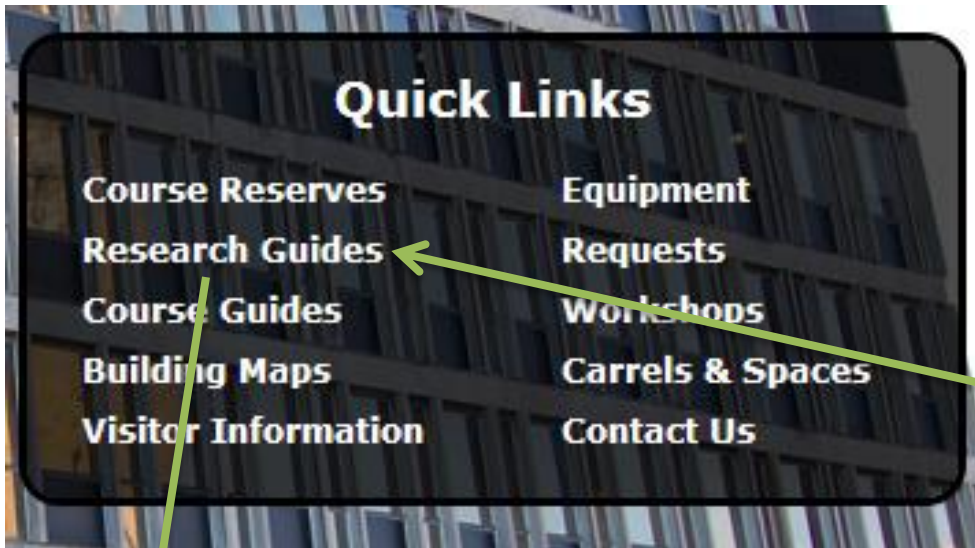 Quick Links
Course Reserves
Research Guides
Course Guides
Building Maps
Visitor Information
Equipment
Requests
Workshops
Carrels & Spaces
Contact Us